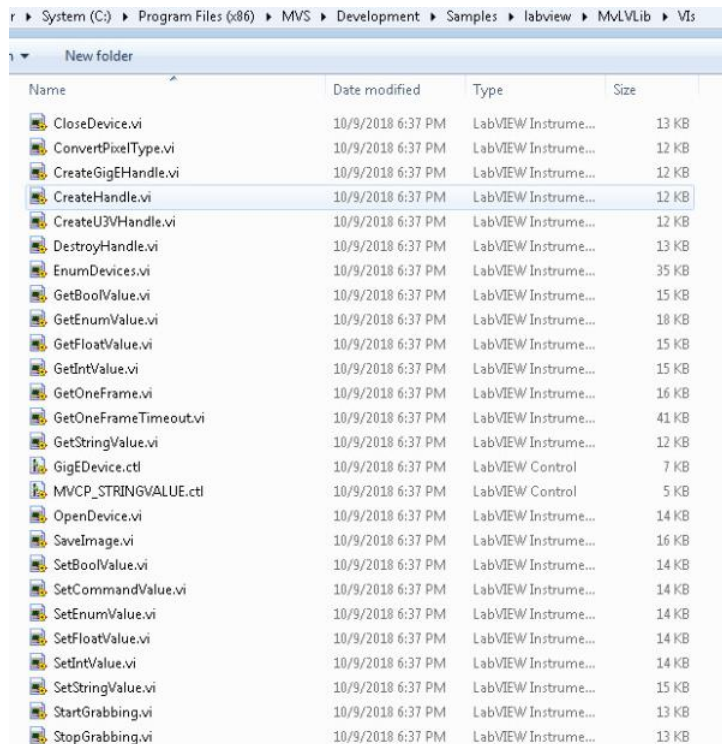 r ▸ System (C:) ▸ Program Files (x86) ▸ MVS ▸ Development ▸ Samples ▸ labview ▸ MvLVLib ▸ VIs
New folder
Name Date modified Type Size
CloseDevice.vi 10/9/2018 6:37 PM LabVIEW Instrume... 13 KB
ConvertPixelType.vi 10/9/2018 6:37 PM LabVIEW Instrume... 12 KB
CreateGigEHandle.vi 10/9/2018 6:37 PM LabVIEW Instrume... 12 KB
CreateHandle.vi 10/9/2018 6:37 PM LabVIEW Instrume... 12 KB
CreateU3VHandle.vi 10/9/2018 6:37 PM LabVIEW Instrume... 12 KB
DestroyHandle.vi 10/9/2018 6:37 PM LabVIEW Instrume... 13 KB
EnumDevices.vi 10/9/2018 6:37 PM LabVIEW Instrume... 35 KB
GetBoolValue.vi 10/9/2018 6:37 PM LabVIEW Instrume... 15 KB
GetEnumValue.vi 10/9/2018 6:37 PM LabVIEW Instrume... 18 KB
GetFloatValue.vi 10/9/2018 6:37 PM LabVIEW Instrume... 15 KB
GetIntValue.vi 10/9/2018 6:37 PM LabVIEW Instrume... 15 KB
GetOneFrame.vi 10/9/2018 6:37 PM LabVIEW Instrume... 16 KB
GetOneFrameTimeout.vi 10/9/2018 6:37 PM LabVIEW Instrume... 41 KB
GetStringValue.vi 10/9/2018 6:37 PM LabVIEW Instrume... 12 KB
GigEDevice.ctl 10/9/2018 6:37 PM LabVIEW Control 7 KB
MVCP_STRINGVALUE.ctl 10/9/2018 6:37 PM LabVIEW Control 5 KB
OpenDevice.vi 10/9/2018 6:37 PM LabVIEW Instrume... 14 KB
SaveImage.vi 10/9/2018 6:37 PM LabVIEW Instrume... 16 KB
SetBoolValue.vi 10/9/2018 6:37 PM LabVIEW Instrume... 14 KB
SetCommandValue.vi 10/9/2018 6:37 PM LabVIEW Instrume... 14 KB
SetEnumValue.vi 10/9/2018 6:37 PM LabVIEW Instrume... 14 KB
SetFloatValue.vi 10/9/2018 6:37 PM LabVIEW Instrume... 14 KB
SetIntValue.vi 10/9/2018 6:37 PM LabVIEW Instrume... 14 KB
SetStringValue.vi 10/9/2018 6:37 PM LabVIEW Instrume... 15 KB
StartGrabbing.vi 10/9/2018 6:37 PM LabVIEW Instrume... 13 KB
StopGrabbing.vi 10/9/2018 6:37 PM LabVIEW Instrume... 13 KB